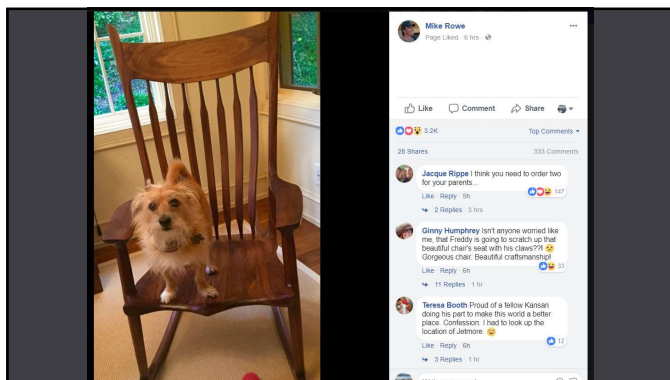 Mike Rowe
Page Liked · 6 hrs ·
Like Comment Share
3.2K Top Comments
26 Shares 333 Comments
Jacque Rippe I think you need to order two
for your parents...
147
Like · Reply · 5h
2 Replies · 3 hrs
Ginny Humphrey Isn't anyone worried like
me, that Freddy is going to scratch up that
beautiful chair's seat with his claws??!
Gorgeous chair. Beautiful craftsmanship!
33
Like · Reply · 6h
11 Replies · 1 hr
Teresa Booth Proud of a fellow Kansan
doing his part to make this world a better
place. Confession: I had to look up the
location of Jetmore.
12
Like · Reply · 6h
3 Replies · 1 hr